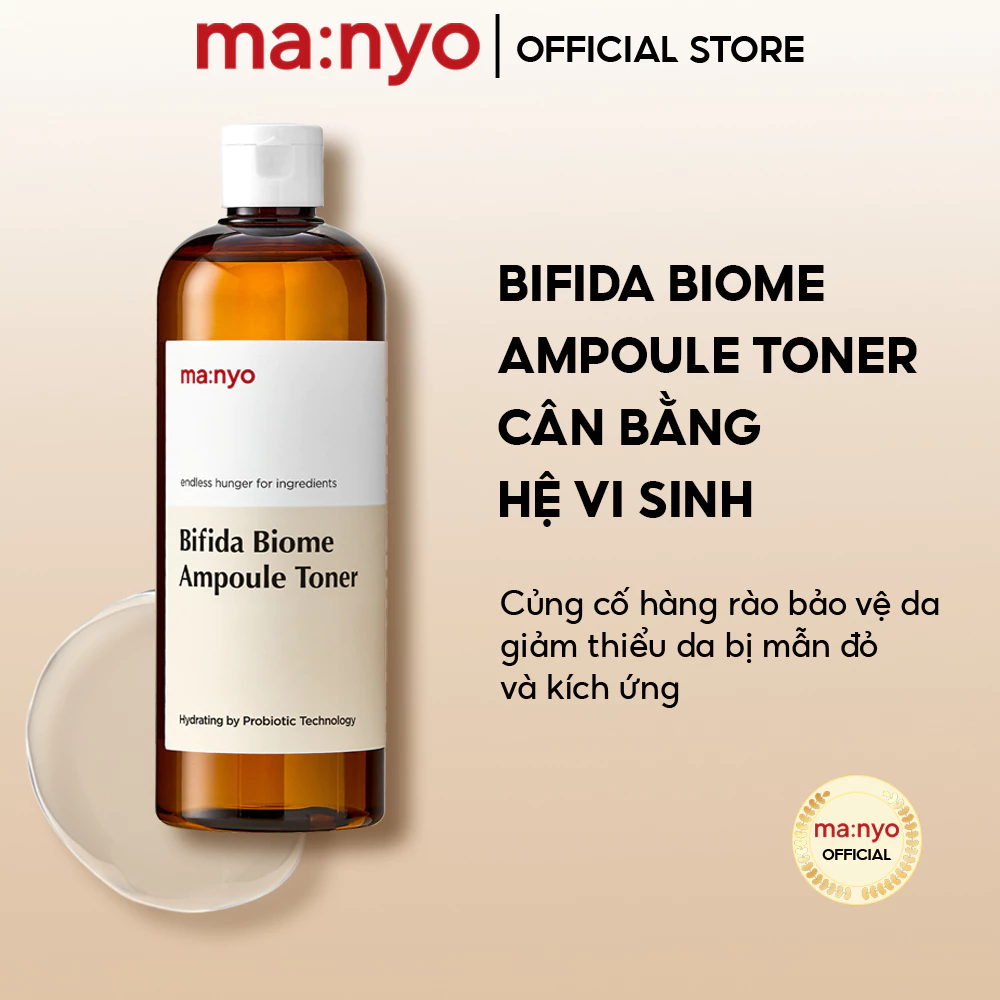 ma:nyo | OFFICIAL STORE
ma:nyo
endless hunger for ingredients
Bifida Biome
Ampoule Toner
Hydrating by Probiotic Technology
BIFIDA BIOME
AMPOULE TONER
CÂN BẰNG
HỆ VI SINH
Củng cố hàng rào bảo vệ da
giảm thiểu da bị mẫn đỏ
và kích ứng
ma:nyo
OFFICIAL